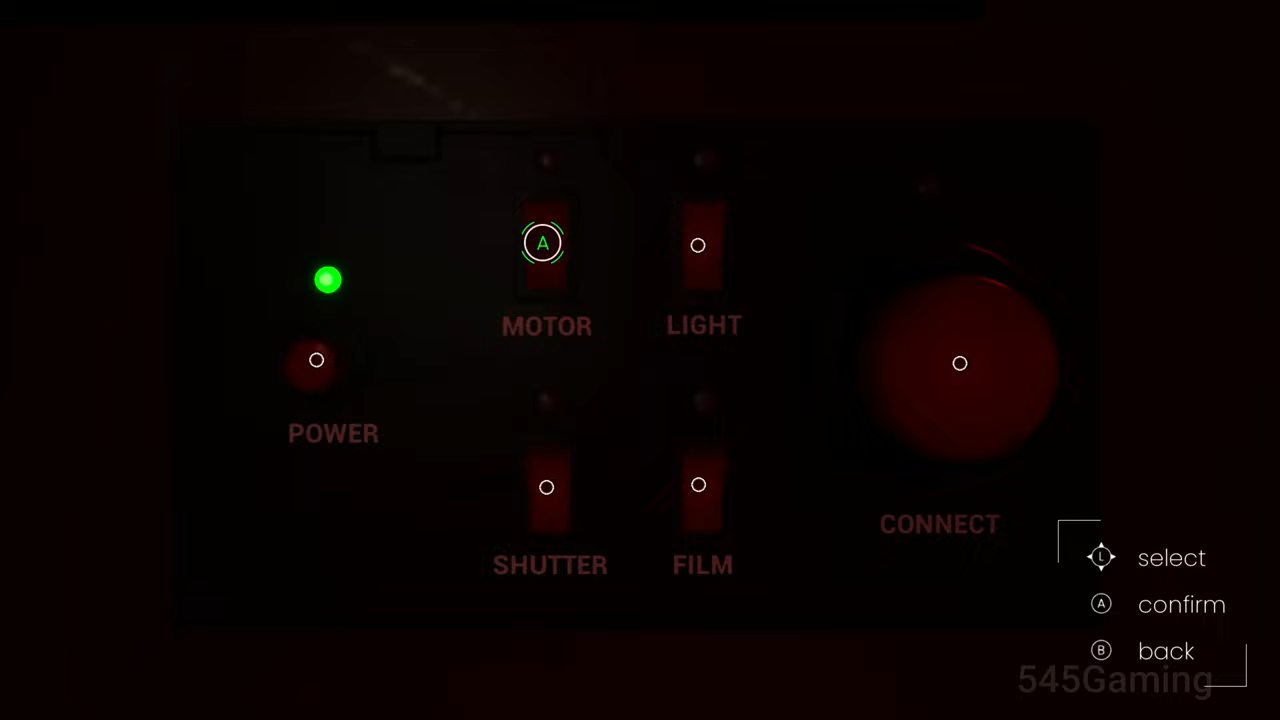 A
MOTOR
LIGHT
POWER
SHUTTER
FILM
CONNECT
L select
A confirm
B back
545Gaming